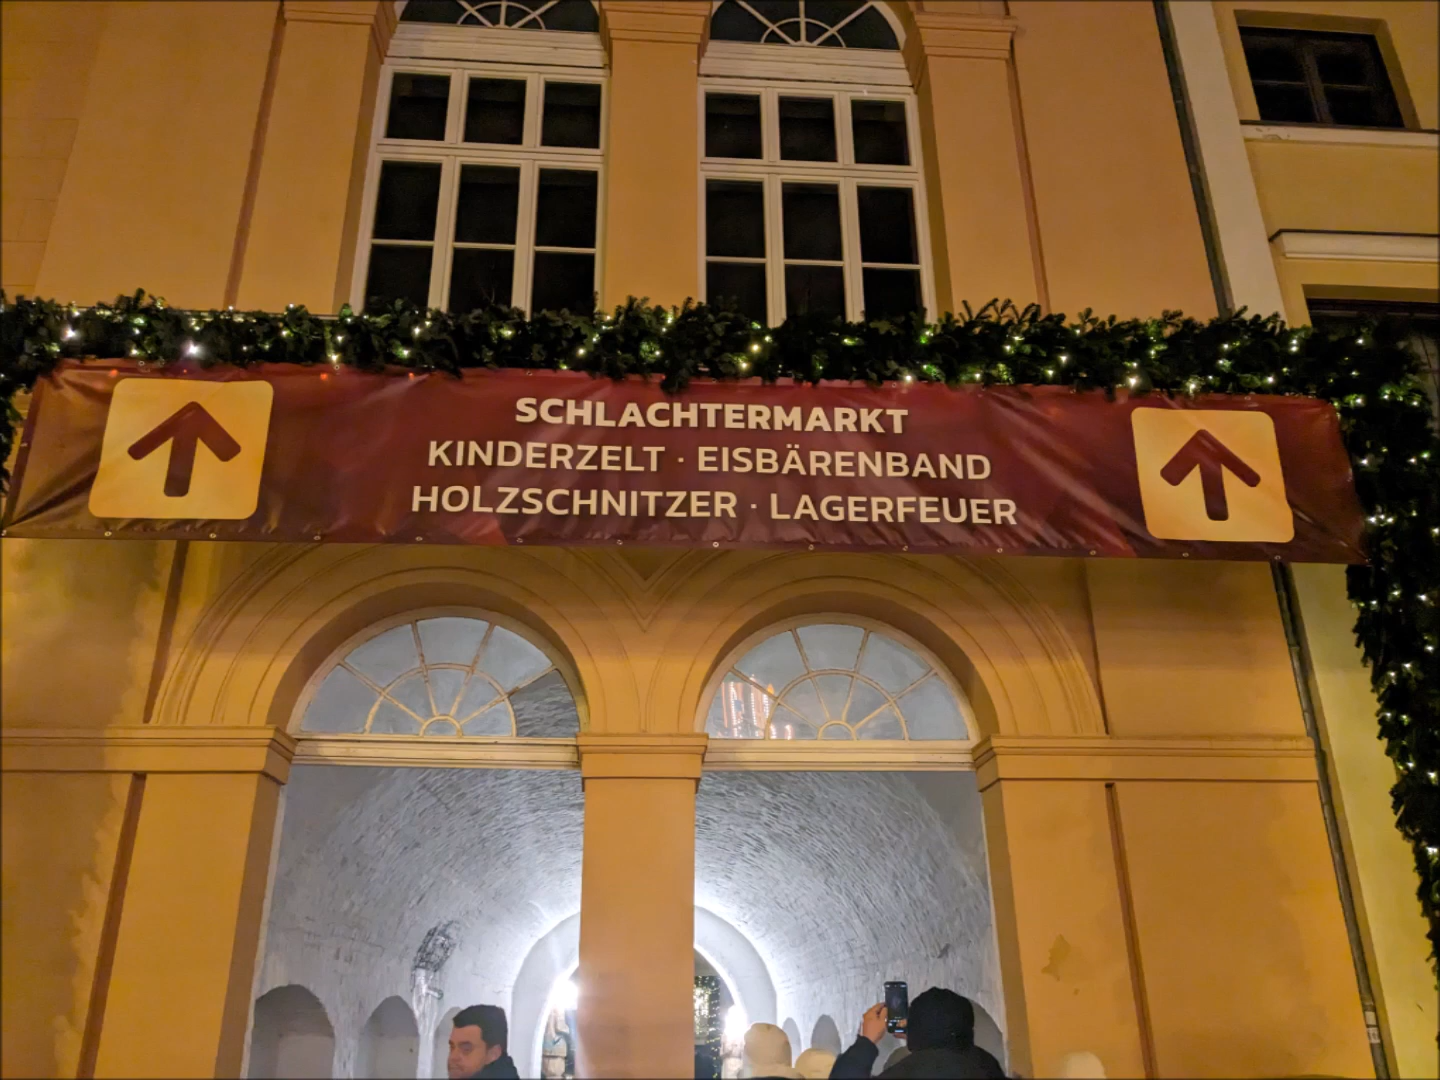 SCHLACHTERMARKT
KINDERZELT · EISBÄRENBAND
HOLZSCHNITZER · LAGERFEUER